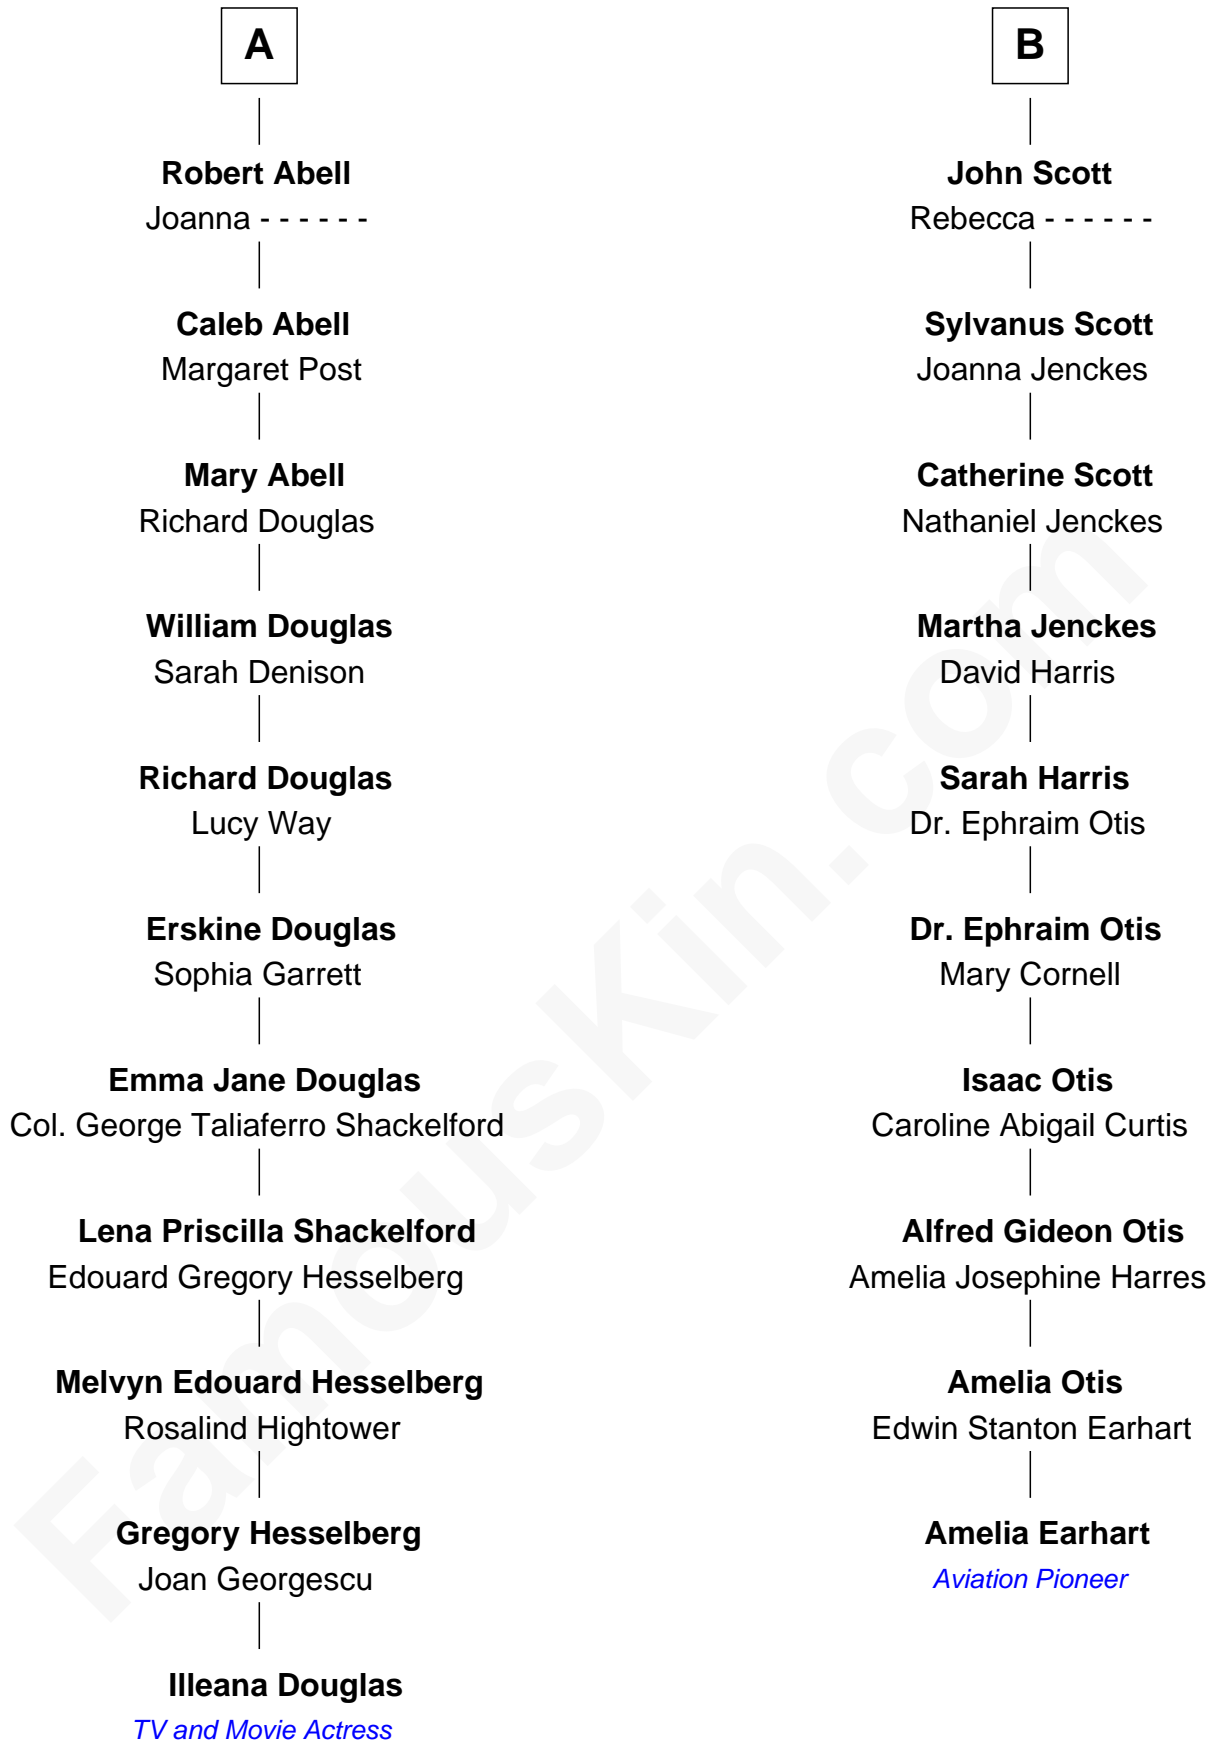 A
Robert Abell
Joanna - - - - - -
Caleb Abell
Margaret Post
Mary Abell
Richard Douglas
William Douglas
Sarah Denison
Richard Douglas
Lucy Way
Erskine Douglas
Sophia Garrett
Emma Jane Douglas
Col. George Taliaferro Shackelford
Lena Priscilla Shackelford
Edouard Gregory Hesselberg
Melvyn Edouard Hesselberg
Rosalind Hightower
Gregory Hesselberg
Joan Georgescu
Illeana Douglas
TV and Movie Actress
B
John Scott
Rebecca - - - - - -
Sylvanus Scott
Joanna Jenckes
Catherine Scott
Nathaniel Jenckes
Martha Jenckes
David Harris
Sarah Harris
Dr. Ephraim Otis
Dr. Ephraim Otis
Mary Cornell
Isaac Otis
Caroline Abigail Curtis
Alfred Gideon Otis
Amelia Josephine Harres
Amelia Otis
Edwin Stanton Earhart
Amelia Earhart
Aviation Pioneer
FamousKin.com